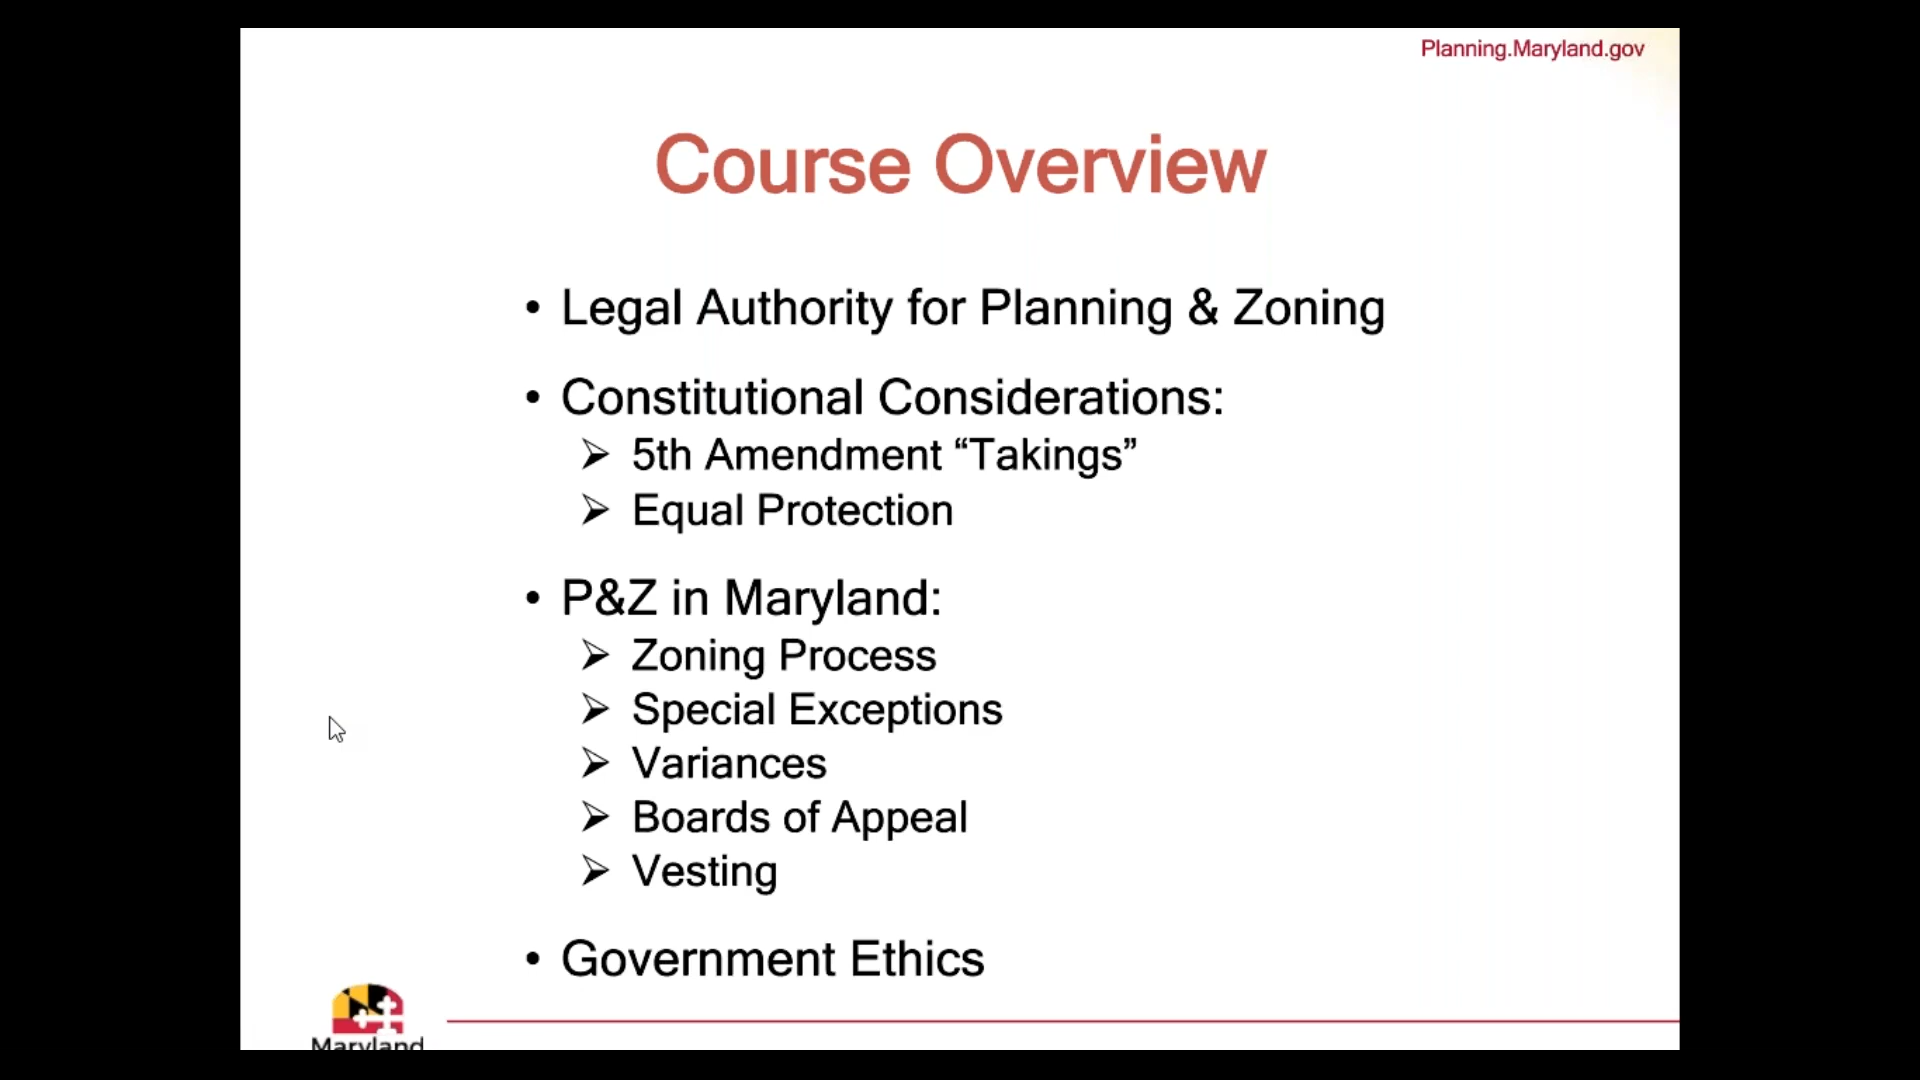 Planning.Maryland.gov
Course Overview
• Legal Authority for Planning & Zoning
• Constitutional Considerations:
➢ 5th Amendment “Takings”
➢ Equal Protection
• P&Z in Maryland:
➢ Zoning Process
➢ Special Exceptions
➢ Variances
➢ Boards of Appeal
➢ Vesting
• Government Ethics
Maryland